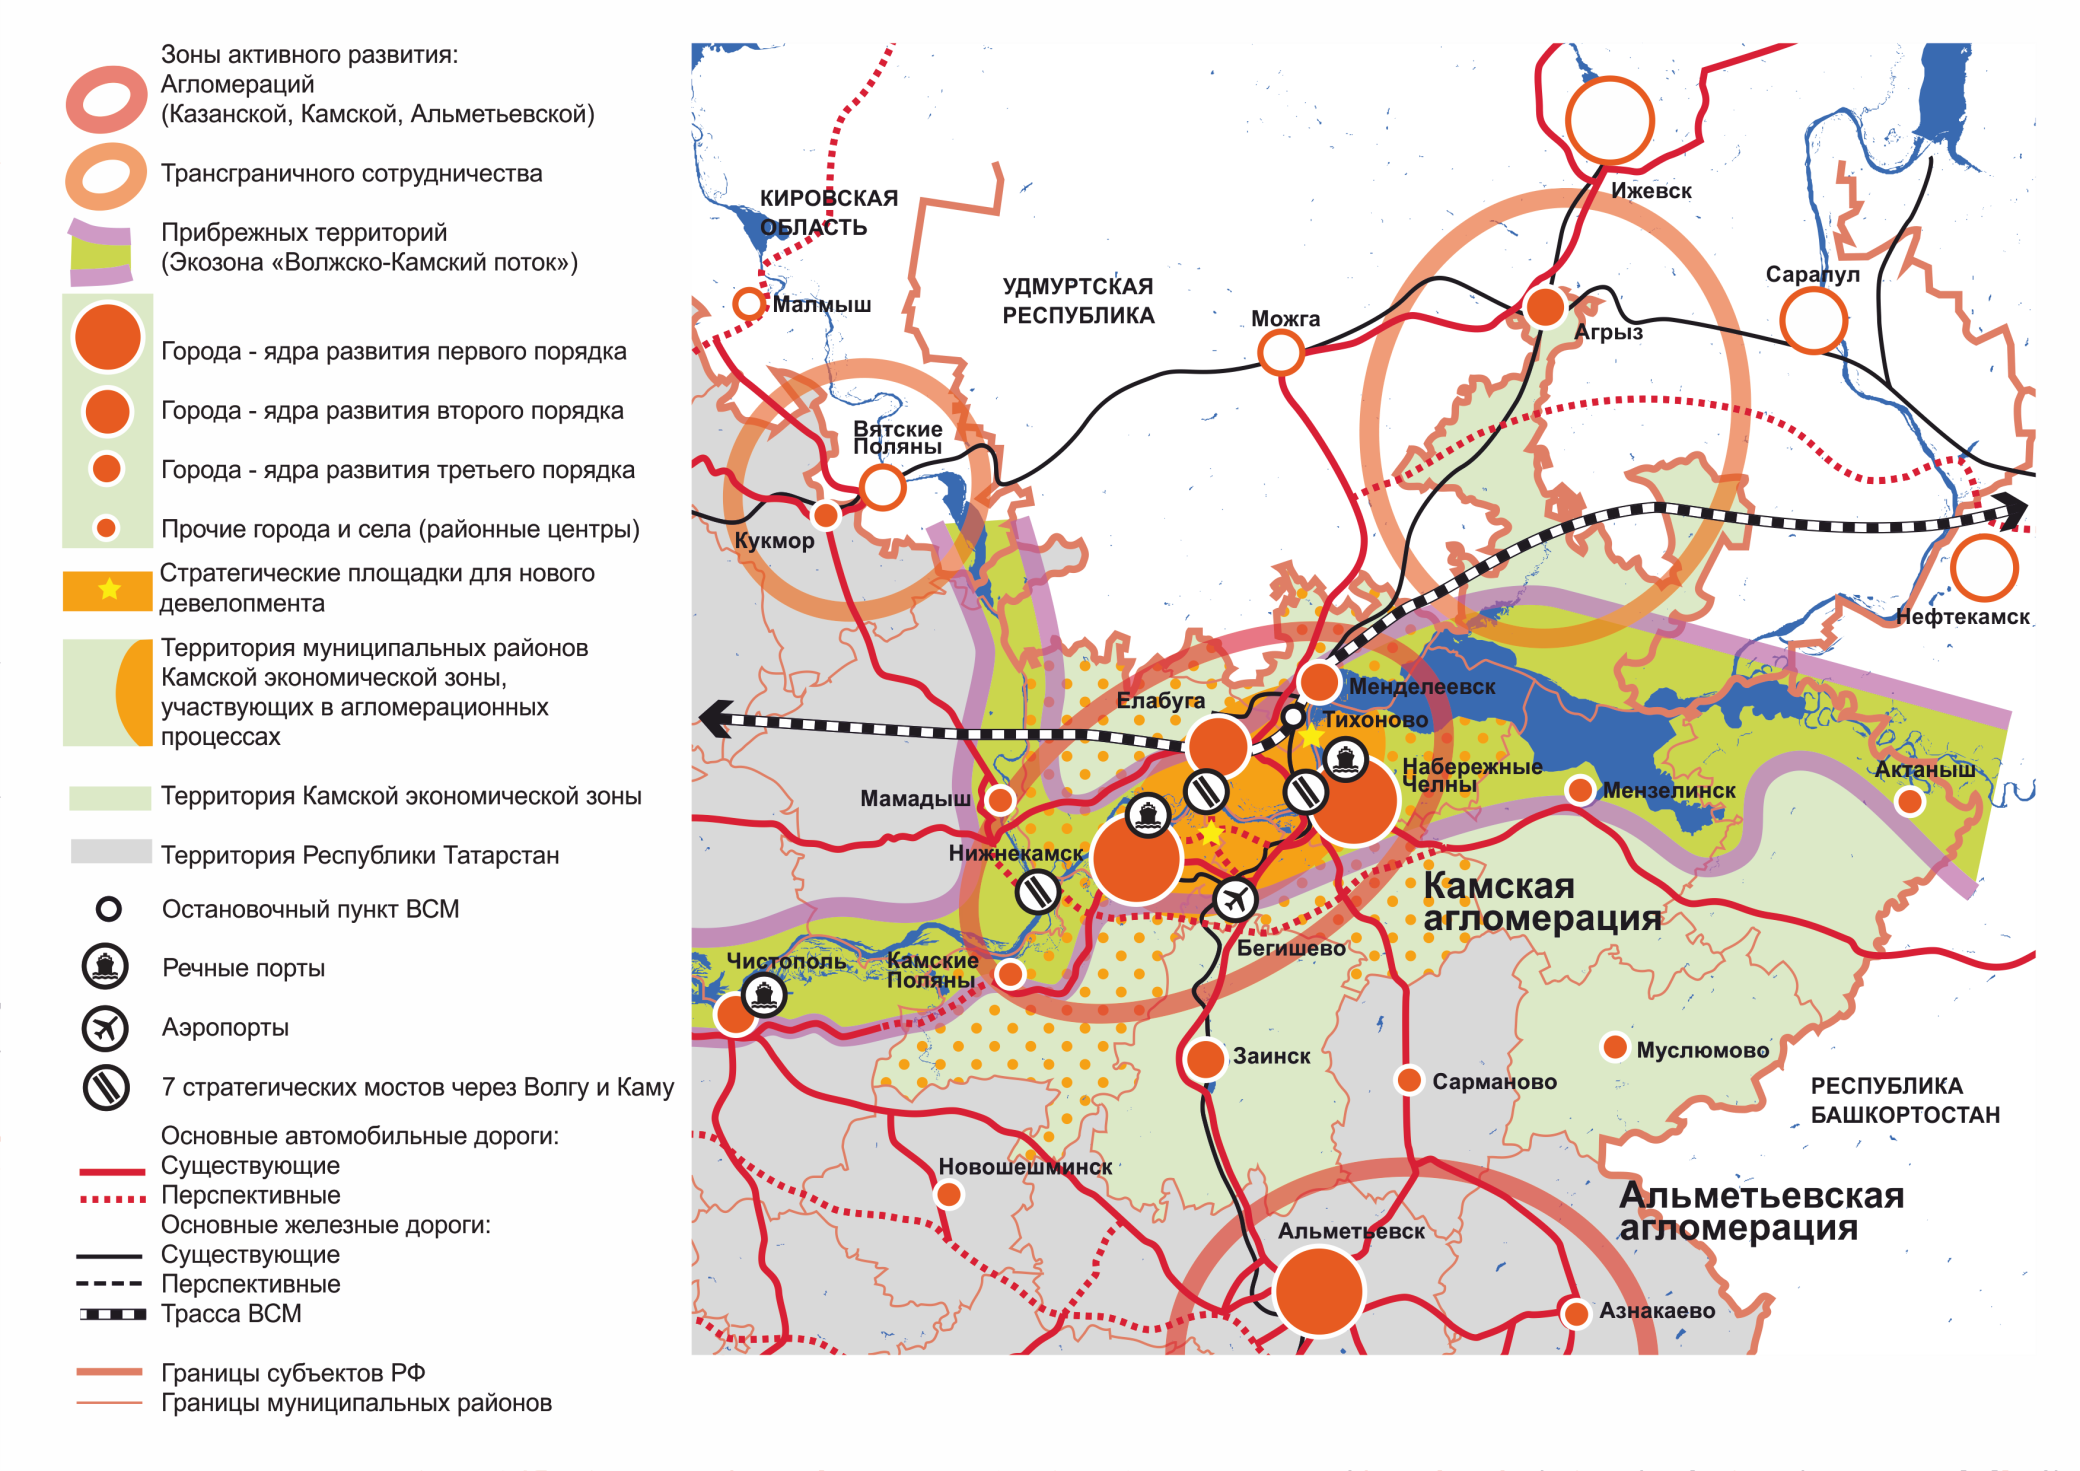 Зоны активного развития:
Агломераций
(Казанской, Камской, Альметьевской)
Трансграничного сотрудничества
Прибрежных территорий
(Экозона «Волжско-Камский поток»)
Города - ядра развития первого порядка
Города - ядра развития второго порядка
Города - ядра развития третьего порядка
Прочие города и села (районные центры)
Стратегические площадки для нового
девелопмента
Территория муниципальных районов
Камской экономической зоны,
участвующих в агломерационных
процессах
Территория Камской экономической зоны
Территория Республики Татарстан
Остановочный пункт ВСМ
Речные порты
Аэропорты
7 стратегических мостов через Волгу и Каму
Основные автомобильные дороги:
Существующие
Перспективные
Основные железные дороги:
Существующие
Перспективные
Трасса ВСМ
Границы субъектов РФ
Границы муниципальных районов
КИРОВСКАЯ
ОБЛАСТЬ
Ижевск
УДМУРТСКАЯ
РЕСПУБЛИКА
Сарапул
Малмыш
Можга
Агрыз
Вятские
Поляны
Кукмор
Нефтекамск
Менделеевск
Елабуга
Тихоново
Набережные
Челны
Актаныш
Мензелинск
Мамадыш
Нижнекамск
Камская
агломерация
Бегишево
Чистополь
Камские
Поляны
Заинск
Муслюмово
Сарманово
РЕСПУБЛИКА
БАШКОРТОСТАН
Новошешминск
Альметьевская
агломерация
Альметьевск
Азнакаево